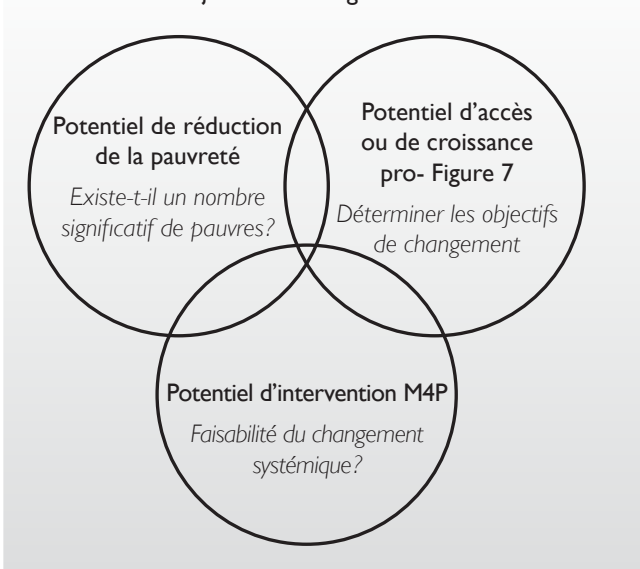 Potentiel de réduction
de la pauvreté
Existe-t-il un nombre
significatif de pauvres?
Potentiel d'accès
ou de croissance
pro- Figure 7
Déterminer les objectifs
de changement
Potentiel d'intervention M4P
Faisabilité du changement
systémique?